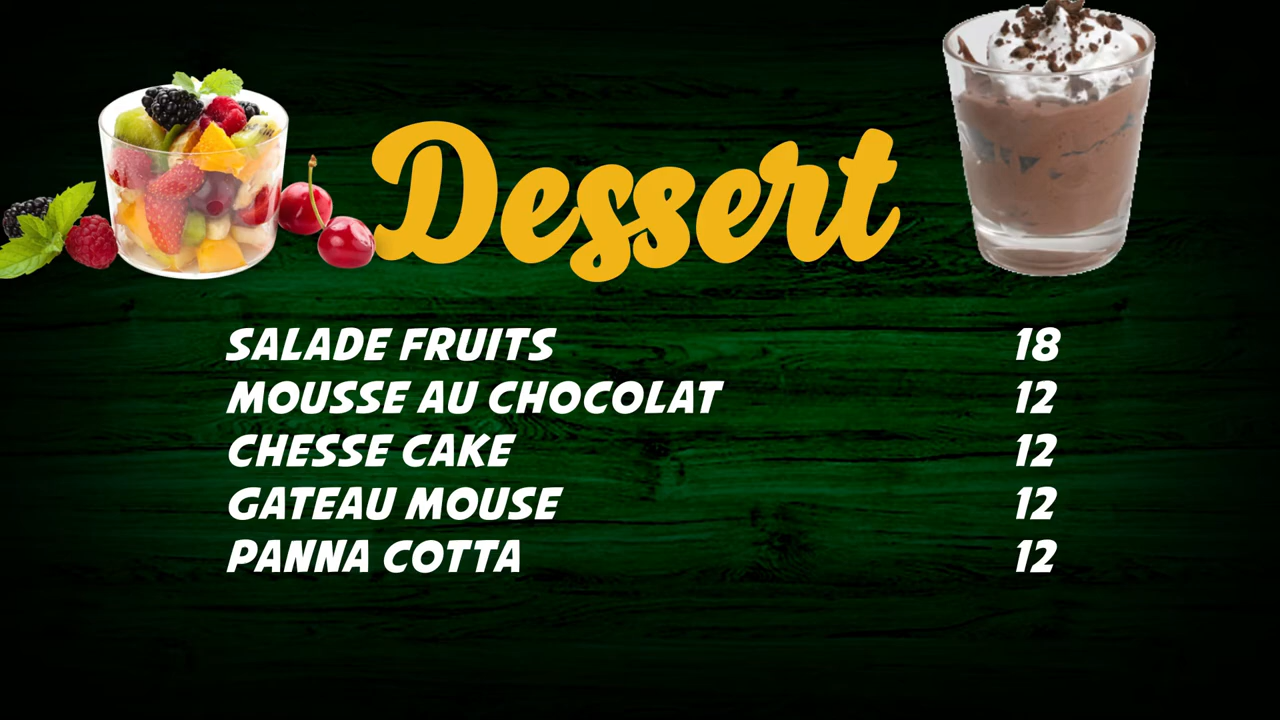 Dessert
SALADE FRUITS 18
MOUSSE AU CHOCOLAT 12
CHESSE CAKE 12
GATEAU MOUSE 12
PANNA COTTA 12